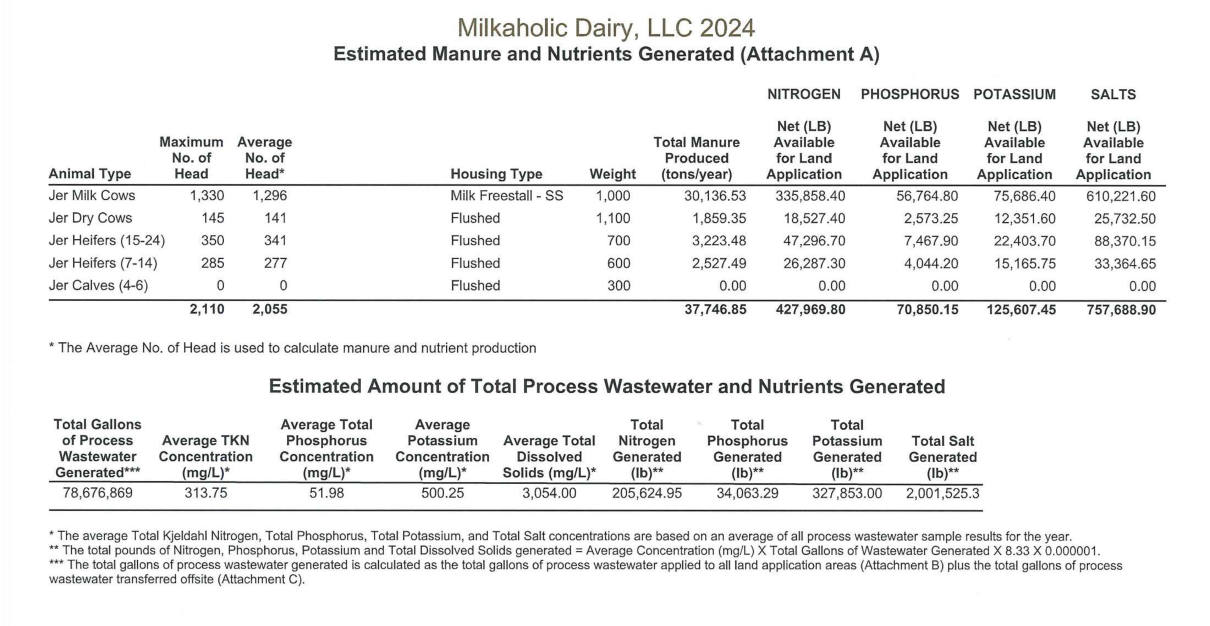 Milkaholic Dairy, LLC 2024
Estimated Manure and Nutrients Generated (Attachment A)
NITROGEN PHOSPHORUS POTASSIUM SALTS
Animal Type Maximum No. of Head Average No. of Head* Housing Type Weight Total Manure Produced (tons/year) Net (LB) Available for Land Application Net (LB) Available for Land Application Net (LB) Available for Land Application Net (LB) Available for Land Application
Jer Milk Cows 1,330 1,296 Milk Freestall - SS 1,000 30,136.53 335,858.40 56,764.80 75,686.40 610,221.60
Jer Dry Cows 145 141 Flushed 1,100 1,859.35 18,527.40 2,573.25 12,351.60 25,732.50
Jer Heifers (15-24) 350 341 Flushed 700 3,223.48 47,296.70 7,467.90 22,403.70 88,370.15
Jer Heifers (7-14) 285 277 Flushed 600 2,527.49 26,287.30 4,044.20 15,165.75 33,364.65
Jer Calves (4-6) 0 0 Flushed 300 0.00 0.00 0.00 0.00 0.00
2,110 2,055 37,746.85 427,969.80 70,850.15 125,607.45 757,688.90
* The Average No. of Head is used to calculate manure and nutrient production
Estimated Amount of Total Process Wastewater and Nutrients Generated
Total Gallons of Process Wastewater Generated*** Average TKN Concentration (mg/L)* Average Total Phosphorus Concentration (mg/L)* Average Potassium Concentration (mg/L)* Average Total Dissolved Solids (mg/L)* Total Nitrogen Generated (lb)** Total Phosphorus Generated (lb)** Total Potassium Generated (lb)** Total Salt Generated (lb)**
78,676,869 313.75 51.98 500.25 3,054.00 205,624.95 34,063.29 327,853.00 2,001,525.3
* The average Total Kjeldahl Nitrogen, Total Phosphorus, Total Potassium, and Total Salt concentrations are based on an average of all process wastewater sample results for the year.
** The total pounds of Nitrogen, Phosphorus, Potassium and Total Dissolved Solids generated = Average Concentration (mg/L) X Total Gallons of Wastewater Generated X 8.33 X 0.000001.
*** The total gallons of process wastewater generated is calculated as the total gallons of process wastewater applied to all land application areas (Attachment B) plus the total gallons of process
wastewater transferred offsite (Attachment C).